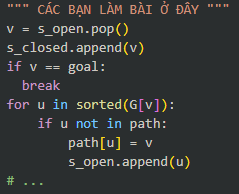 """ CÁC BẠN LÀM BÀI Ở ĐÂY """
v = s_open.pop()
s_closed.append(v)
if v == goal:
  break
for u in sorted(G[v]):
    if u not in path:
        path[u] = v
        s_open.append(u)
# ...